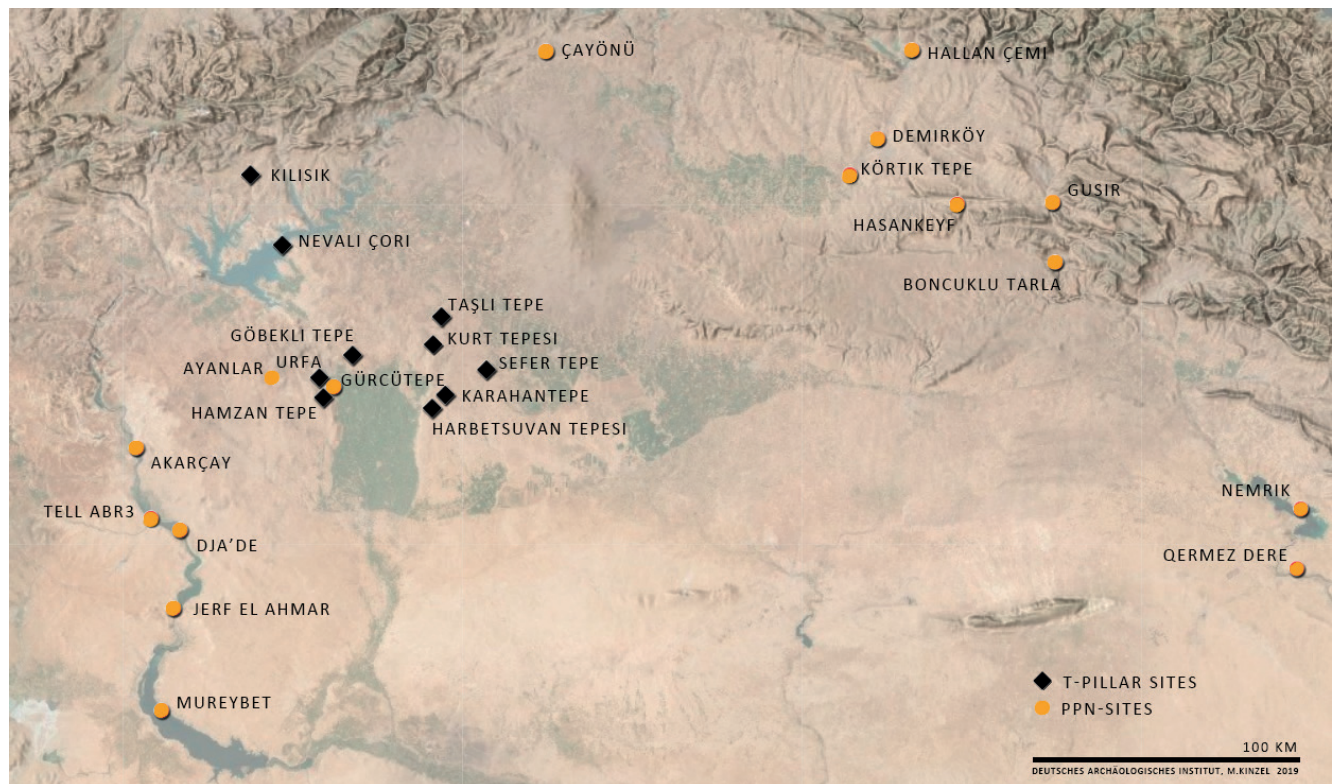 ÇAYÖNÜ
HALLAN ÇEMI
DEMIRKÖY
KÖRTIK TEPE
KILISIK
GUSIR
HASANKEYF
NEVALI ÇORI
BONCUKLU TARLA
TAŞLI TEPE
GÖBEKLI TEPE
KURT TEPESI
SEFER TEPE
AYANLAR
URFA
GÜRCÜTEPE
KARAHANTEPE
HAMZAN TEPE
HARBETSUVAN TEPESI
AKARÇAY
NEMRIK
TELL ABR3
DJA'DE
QERMEZ DERE
JERF EL AHMAR
MUREYBET
T-PILLAR SITES
PPN-SITES
100 KM
DEUTSCHES ARCHÄOLOGISCHES INSTITUT, M.KINZEL 2019